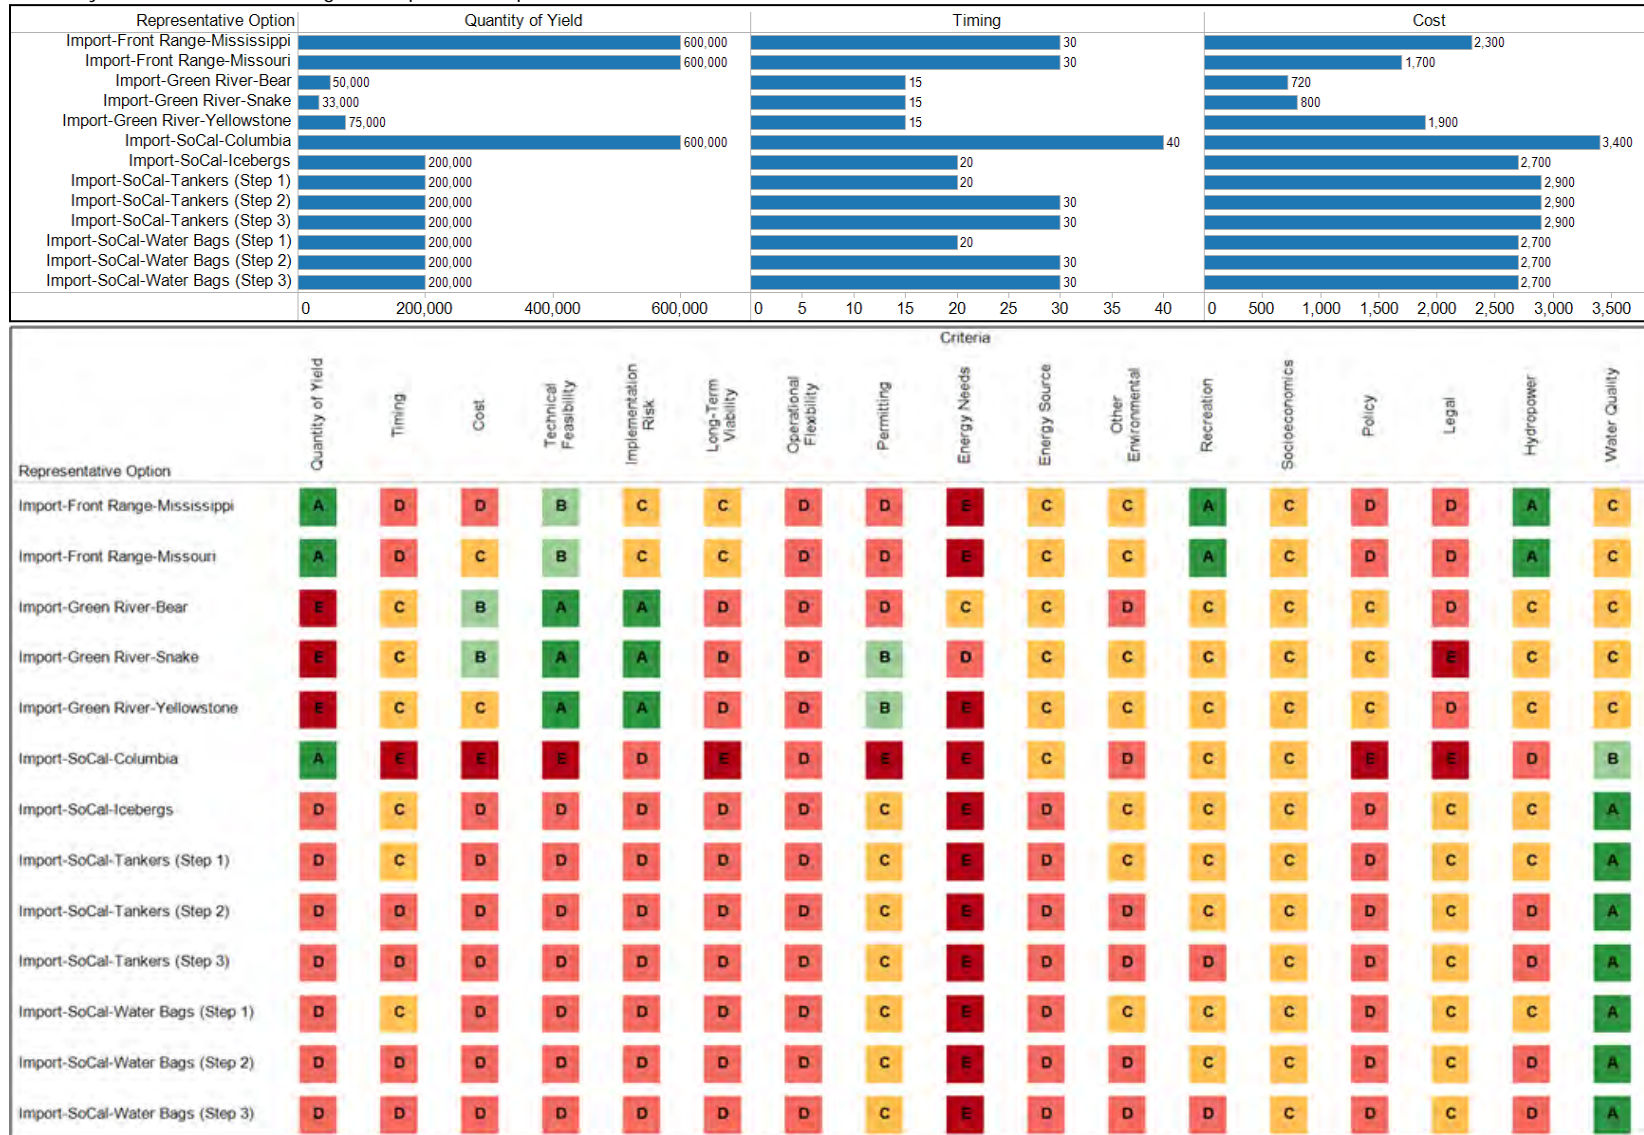 Representative Option Quantity of Yield Timing Cost
Import-Front Range-Mississippi 600,000 30 2,300
Import-Front Range-Missouri 600,000 30 1,700
Import-Green River-Bear 50,000 15 720
Import-Green River-Snake 33,000 15 800
Import-Green River-Yellowstone 75,000 15 1,900
Import-SoCal-Columbia 600,000 40 3,400
Import-SoCal-Icebergs 200,000 20 2,700
Import-SoCal-Tankers (Step 1) 200,000 20 2,900
Import-SoCal-Tankers (Step 2) 200,000 30 2,900
Import-SoCal-Tankers (Step 3) 200,000 30 2,900
Import-SoCal-Water Bags (Step 1) 200,000 20 2,700
Import-SoCal-Water Bags (Step 2) 200,000 30 2,700
Import-SoCal-Water Bags (Step 3) 200,000 30 2,700
0 200,000 400,000 600,000 0 5 10 15 20 25 30 35 40 0 500 1,000 1,500 2,000 2,500 3,000 3,500
Criteria
Representative Option
Quantity of Yield
Timing
Cost
Technical
Feasibility
Implementation
Risk
Long-Term
Viability
Operational
Flexibility
Permitting
Energy Needs
Energy Source
Other
Environmental
Recreation
Socioeconomics
Policy
Legal
Hydropower
Water Quality
Import-Front Range-Mississippi A D D B C C D D E C C A C D D A C
Import-Front Range-Missouri A D C B C C D D E C C A C D D A C
Import-Green River-Bear E C B A A D D D C C D C C C D C C
Import-Green River-Snake E C B A A D D B D C C C C C E C C
Import-Green River-Yellowstone E C C A A D D B E C C C C C D C C
Import-SoCal-Columbia A E E E D E D E E C D C C E E D B
Import-SoCal-Icebergs D C D D D D D C E D C C C D C C A
Import-SoCal-Tankers (Step 1) D C D D D D D C E D C C C D C C A
Import-SoCal-Tankers (Step 2) D D D D D D D C E D D C C D C D A
Import-SoCal-Tankers (Step 3) D D D D D D D C E D D D C D C D A
Import-SoCal-Water Bags (Step 1) D C D D D D D C E D C C C D C C A
Import-SoCal-Water Bags (Step 2) D D D D D D D C E D D C C D C D A
Import-SoCal-Water Bags (Step 3) D D D D D D D C E D D D C D C D A